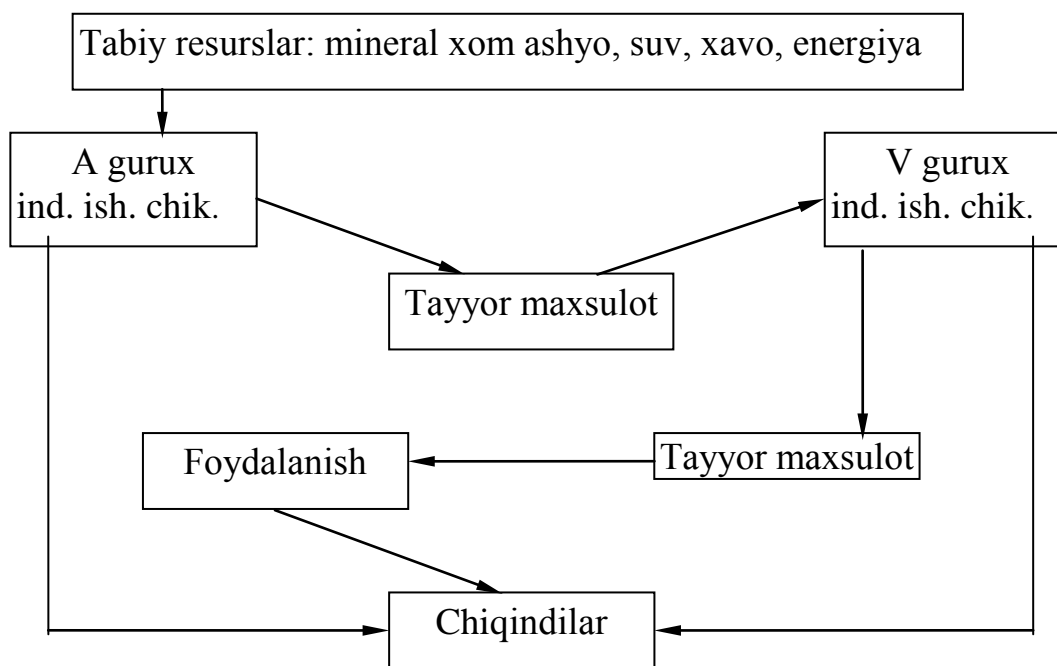 Tabiy resurslar: mineral xom ashyo, suv, xavo, energiya
A gurux
ind. ish. chik.
V gurux
ind. ish. chik.
Tayyor maxsulot
Foydalanish
Tayyor maxsulot
Chiqindilar